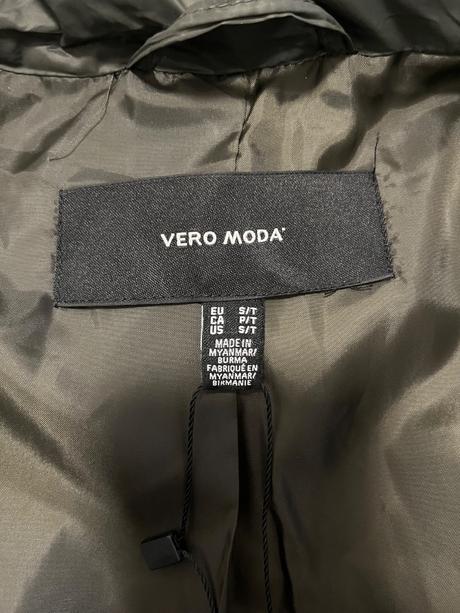 VERO MODA
EU S/T
CA P/T
US S/T
MADE IN
MYANMAR/
BURMA
FABRIQUÉ EN
MYANMAR/
BIRMANIE